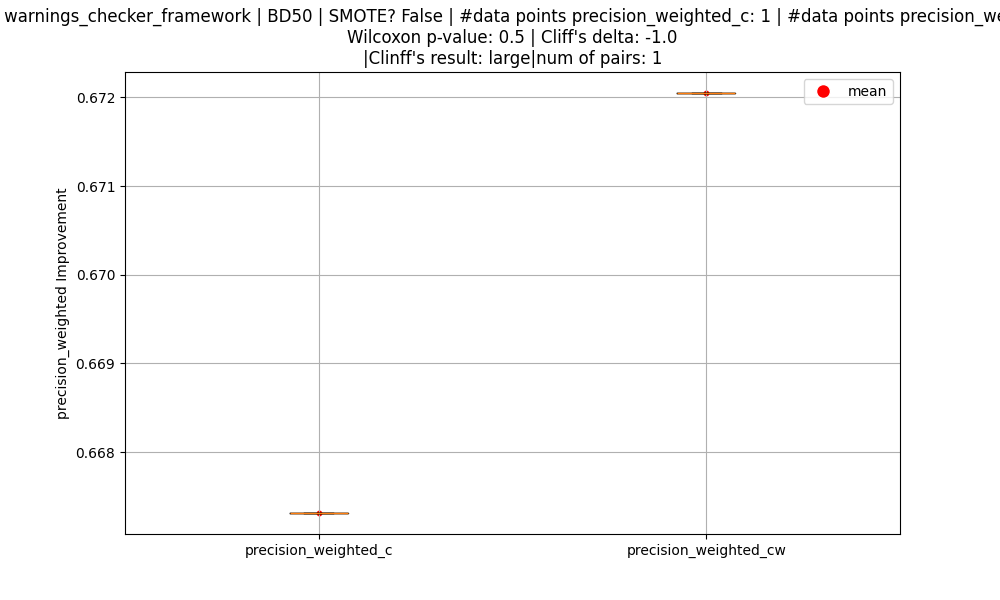 warnings_checker_framework | BD50 | SMOTE? False | #data points precision_weighted_c: 1 | #data points
Wilcoxon p-value: 0.5 | Cliff's delta: -1.0
|Clinff's result: large|num of pairs: 1
mean
0.672
0.671
0.670
0.669
0.668
precision_weighted Improvement
precision_weighted_c
precision_weighted_cw